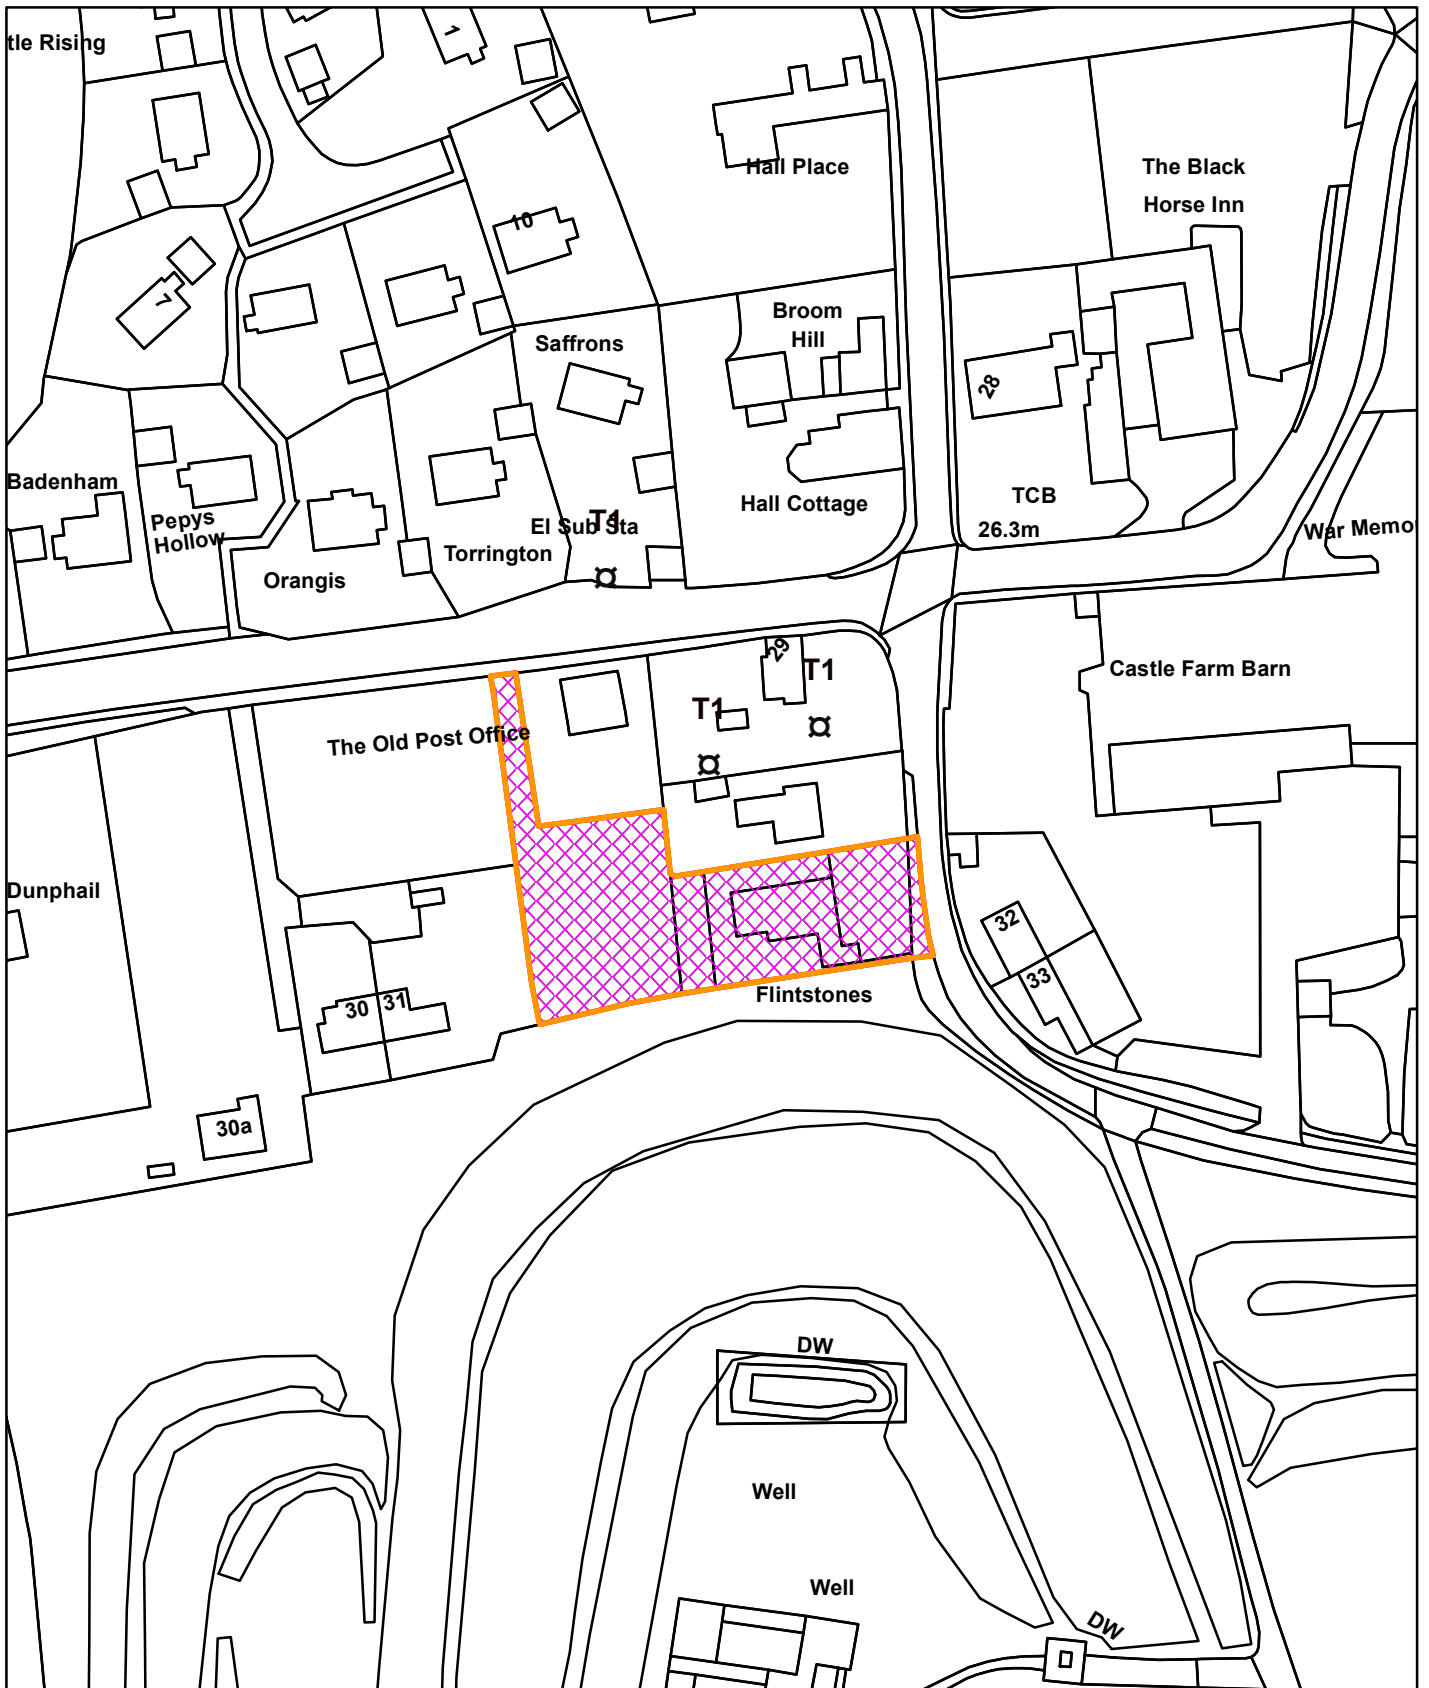 tle Rising
1
Hall Place
The Black
Horse Inn
10
7
Broom
Hill
Saffrons
28
Badenham
Pepys
Hollow
TCB
Hall Cottage
T1
El Sub Sta
26.3m
War Memo
Torrington
Orangis
29
T1
Castle Farm Barn
T1
The Old Post Office
Dunphail
32
33
Flintstones
30
31
30a
DW
Well
Well
DW